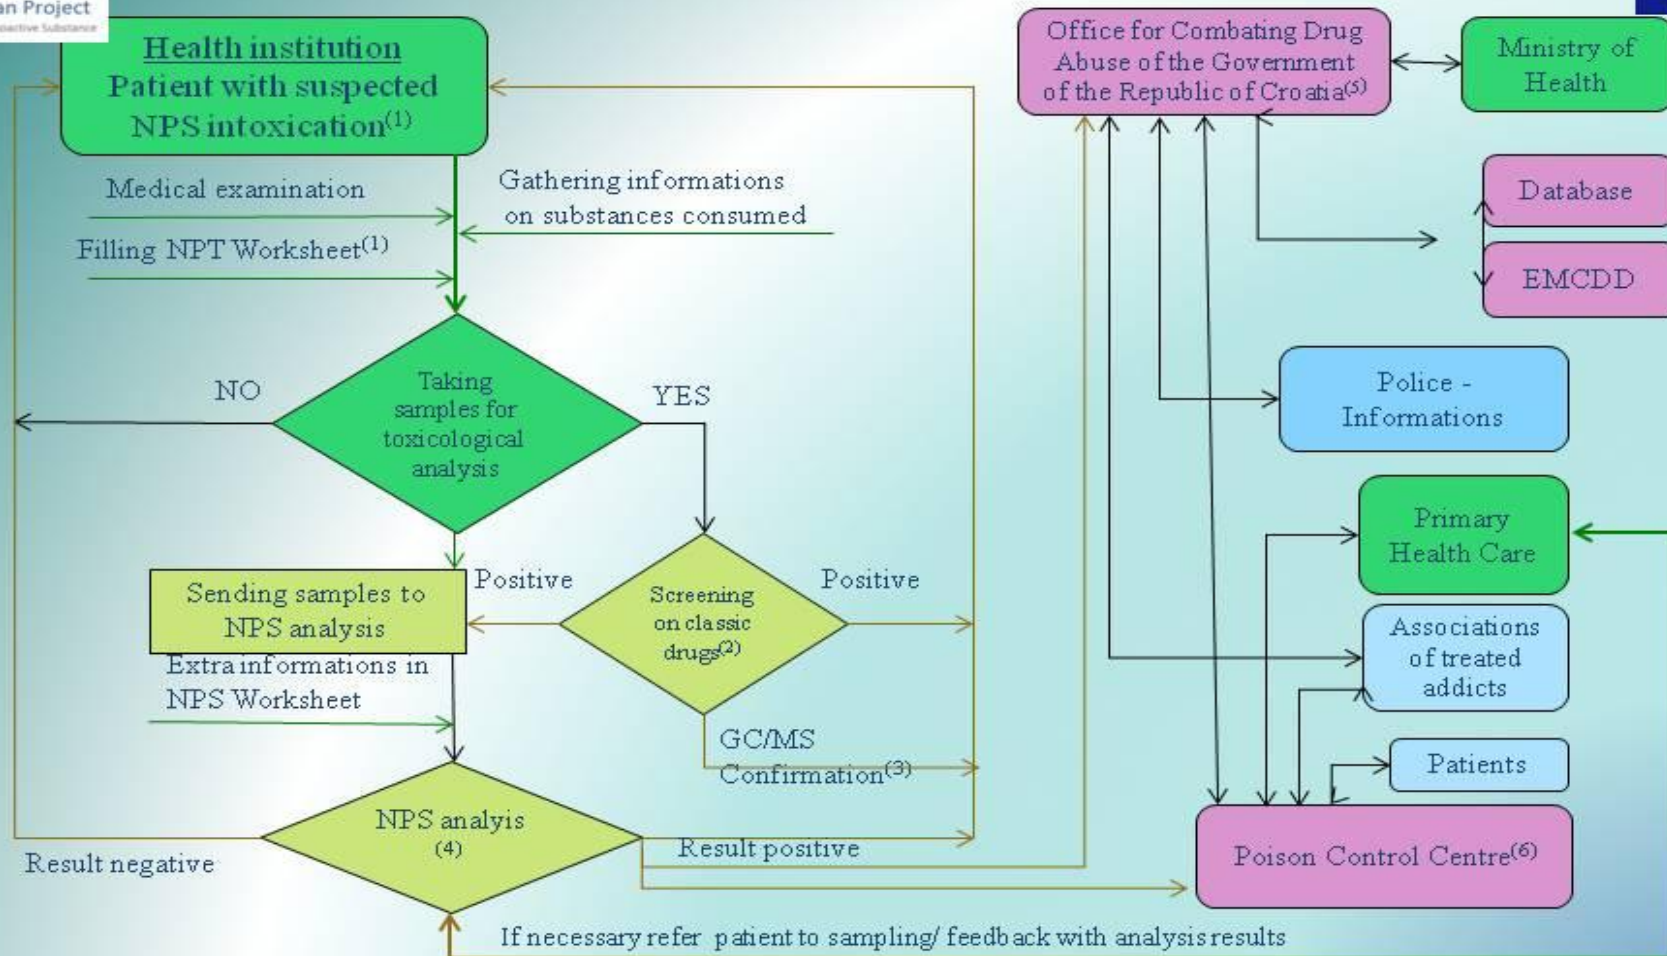 an Project
oactive Substance
Health institution
Patient with suspected
NPS intoxication(1)
Medical examination
Gathering informations
on substances consumed
Filling NPT Worksheet(1)
NO
Taking
samples for
toxicological
analysis
YES
Sending samples to
NPS analysis
Positive
Screening
on classic
drugs(2)
Positive
Extra informations in
NPS Worksheet
GC/MS
Confirmation(3)
NPS analyis
(4)
Result negative
Result positive
If necessary refer patient to sampling/ feedback with analysis results
Office for Combating Drug
Abuse of the Government
of the Republic of Croatia(5)
Ministry of
Health
Database
EMCDD
Police -
Informations
Primary
Health Care
Associations
of treated
addicts
Patients
Poison Control Centre(6)